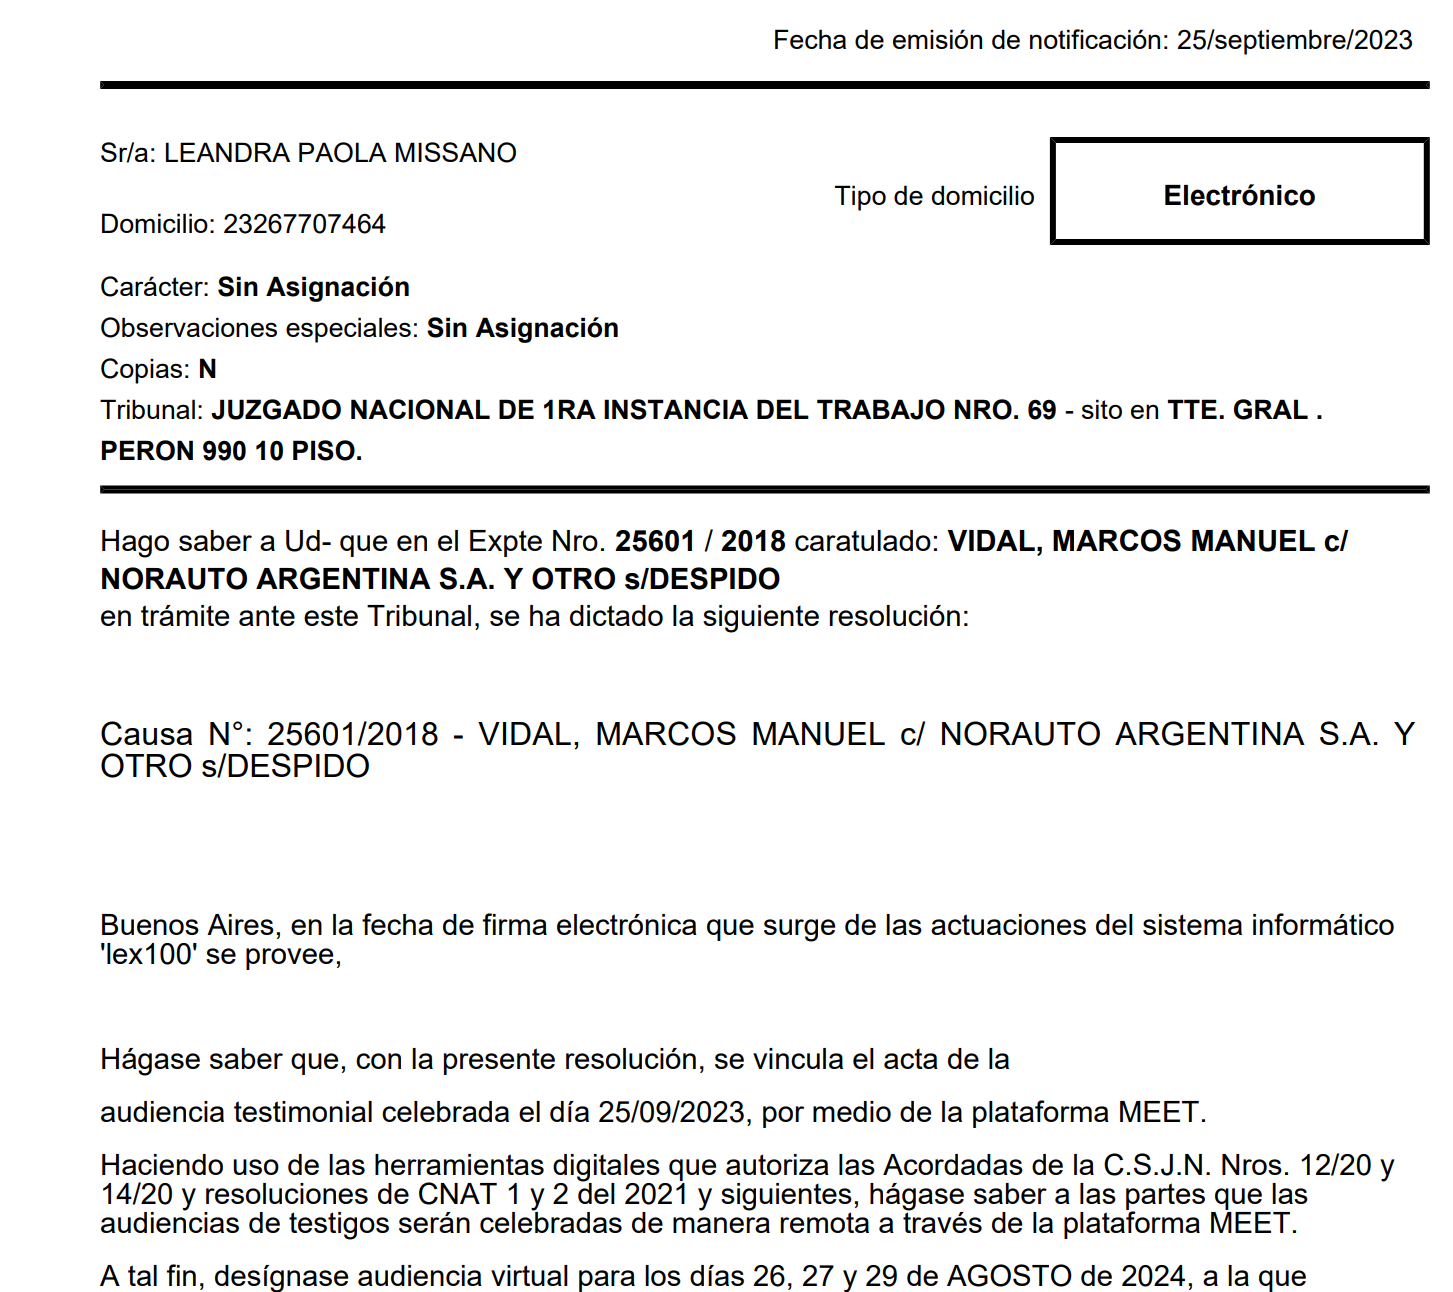 Fecha de emisión de notificación: 25/septiembre/2023
Sr/a: LEANDRA PAOLA MISSANO
Tipo de domicilio
Electrónico
Domicilio: 23267707464
Carácter: Sin Asignación
Observaciones especiales: Sin Asignación
Copias: N
Tribunal: JUZGADO NACIONAL DE 1RA INSTANCIA DEL TRABAJO NRO. 69 - sito en TTE. GRAL .
PERON 990 10 PISO.
Hago saber a Ud- que en el Expte Nro. 25601 / 2018 caratulado: VIDAL, MARCOS MANUEL c/
NORAUTO ARGENTINA S.A. Y OTRO s/DESPIDO
en trámite ante este Tribunal, se ha dictado la siguiente resolución:
Causa N°: 25601/2018 - VIDAL, MARCOS MANUEL c/ NORAUTO ARGENTINA S.A. Y
OTRO s/DESPIDO
Buenos Aires, en la fecha de firma electrónica que surge de las actuaciones del sistema informático
'lex100' se provee,
Hágase saber que, con la presente resolución, se vincula el acta de la
audiencia testimonial celebrada el día 25/09/2023, por medio de la plataforma MEET.
Haciendo uso de las herramientas digitales que autoriza las Acordadas de la C.S.J.N. Nros. 12/20 y
14/20 y resoluciones de CNAT 1 y 2 del 2021 y siguientes, hágase saber a las partes que las
audiencias de testigos serán celebradas de manera remota a través de la plataforma MEET.
A tal fin, desígnase audiencia virtual para los días 26, 27 y 29 de AGOSTO de 2024, a la que